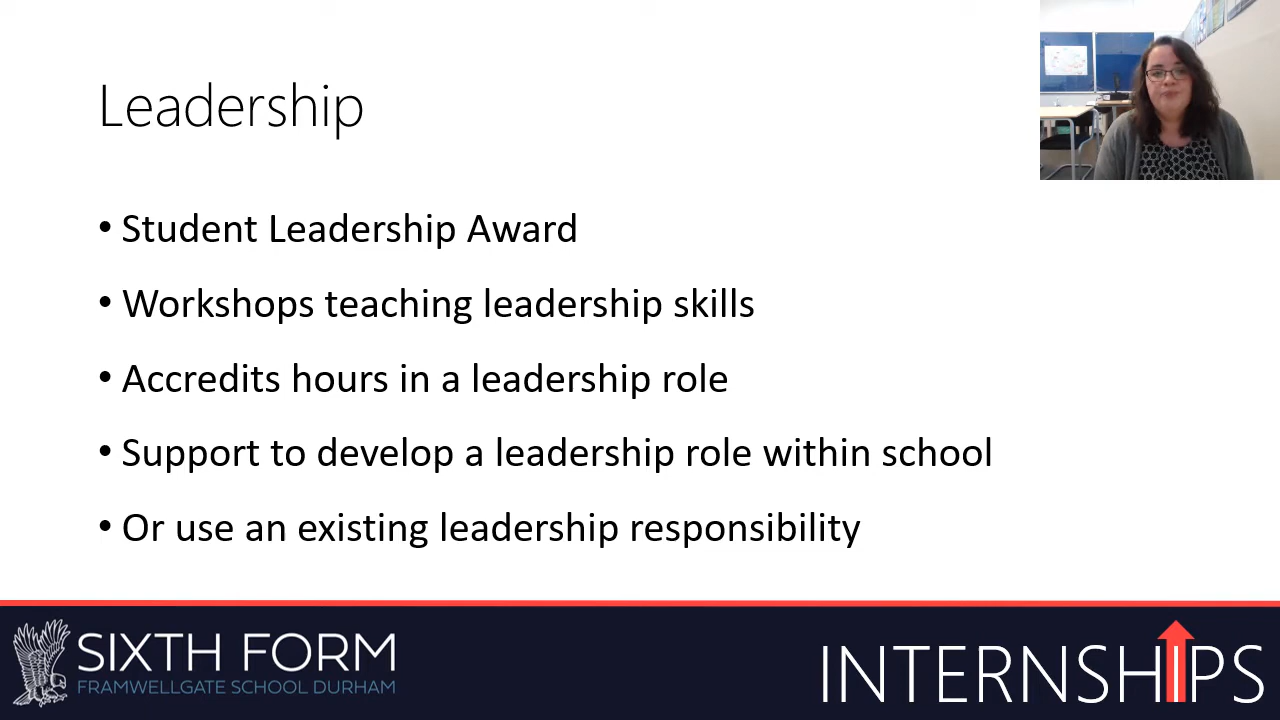 Leadership
• Student Leadership Award
• Workshops teaching leadership skills
• Accredits hours in a leadership role
• Support to develop a leadership role within school
• Or use an existing leadership responsibility
SIXTH FORM
FRAMWELLGATE SCHOOL DURHAM
INTERNSHIPS